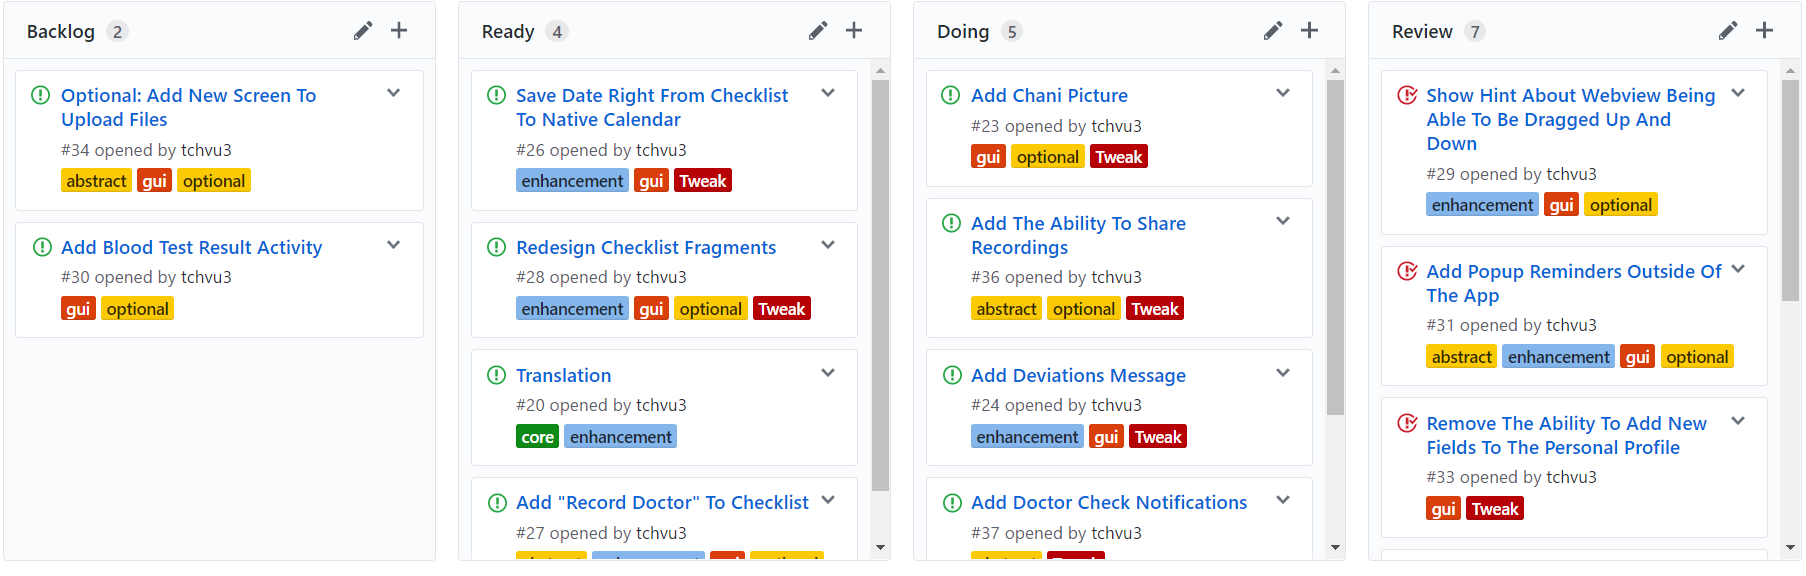 Backlog 2
Optional: Add New Screen To
Upload Files
#34 opened by tchvu3
abstract gui optional
Add Blood Test Result Activity
#30 opened by tchvu3
gui optional
Ready 4
Save Date Right From Checklist
To Native Calendar
#26 opened by tchvu3
enhancement gui Tweak
Redesign Checklist Fragments
#28 opened by tchvu3
enhancement gui optional Tweak
Translation
#20 opened by tchvu3
core enhancement
Add "Record Doctor" To Checklist
#27 opened by tchvu3
abstract enhancement gui optional
Doing 5
Add Chani Picture
#23 opened by tchvu3
gui optional Tweak
Add The Ability To Share
Recordings
#36 opened by tchvu3
abstract optional Tweak
Add Deviations Message
#24 opened by tchvu3
enhancement gui Tweak
Add Doctor Check Notifications
#37 opened by tchvu3
abstract Tweak
Review 7
Show Hint About Webview Being
Able To Be Dragged Up And
Down
#29 opened by tchvu3
enhancement gui optional
Add Popup Reminders Outside Of
The App
#31 opened by tchvu3
abstract enhancement gui optional
Remove The Ability To Add New
Fields To The Personal Profile
#33 opened by tchvu3
gui Tweak